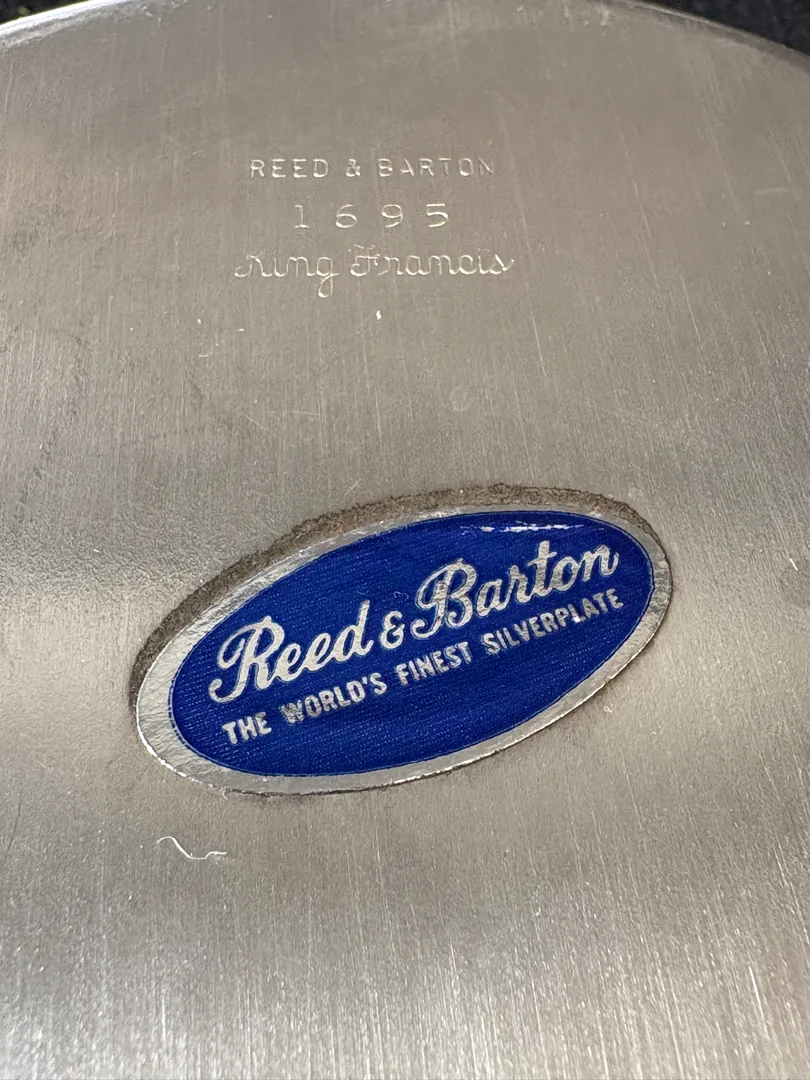 REED & BARTON
1695
King Francis
Reed & Barton
THE WORLD'S FINEST SILVERPLATE